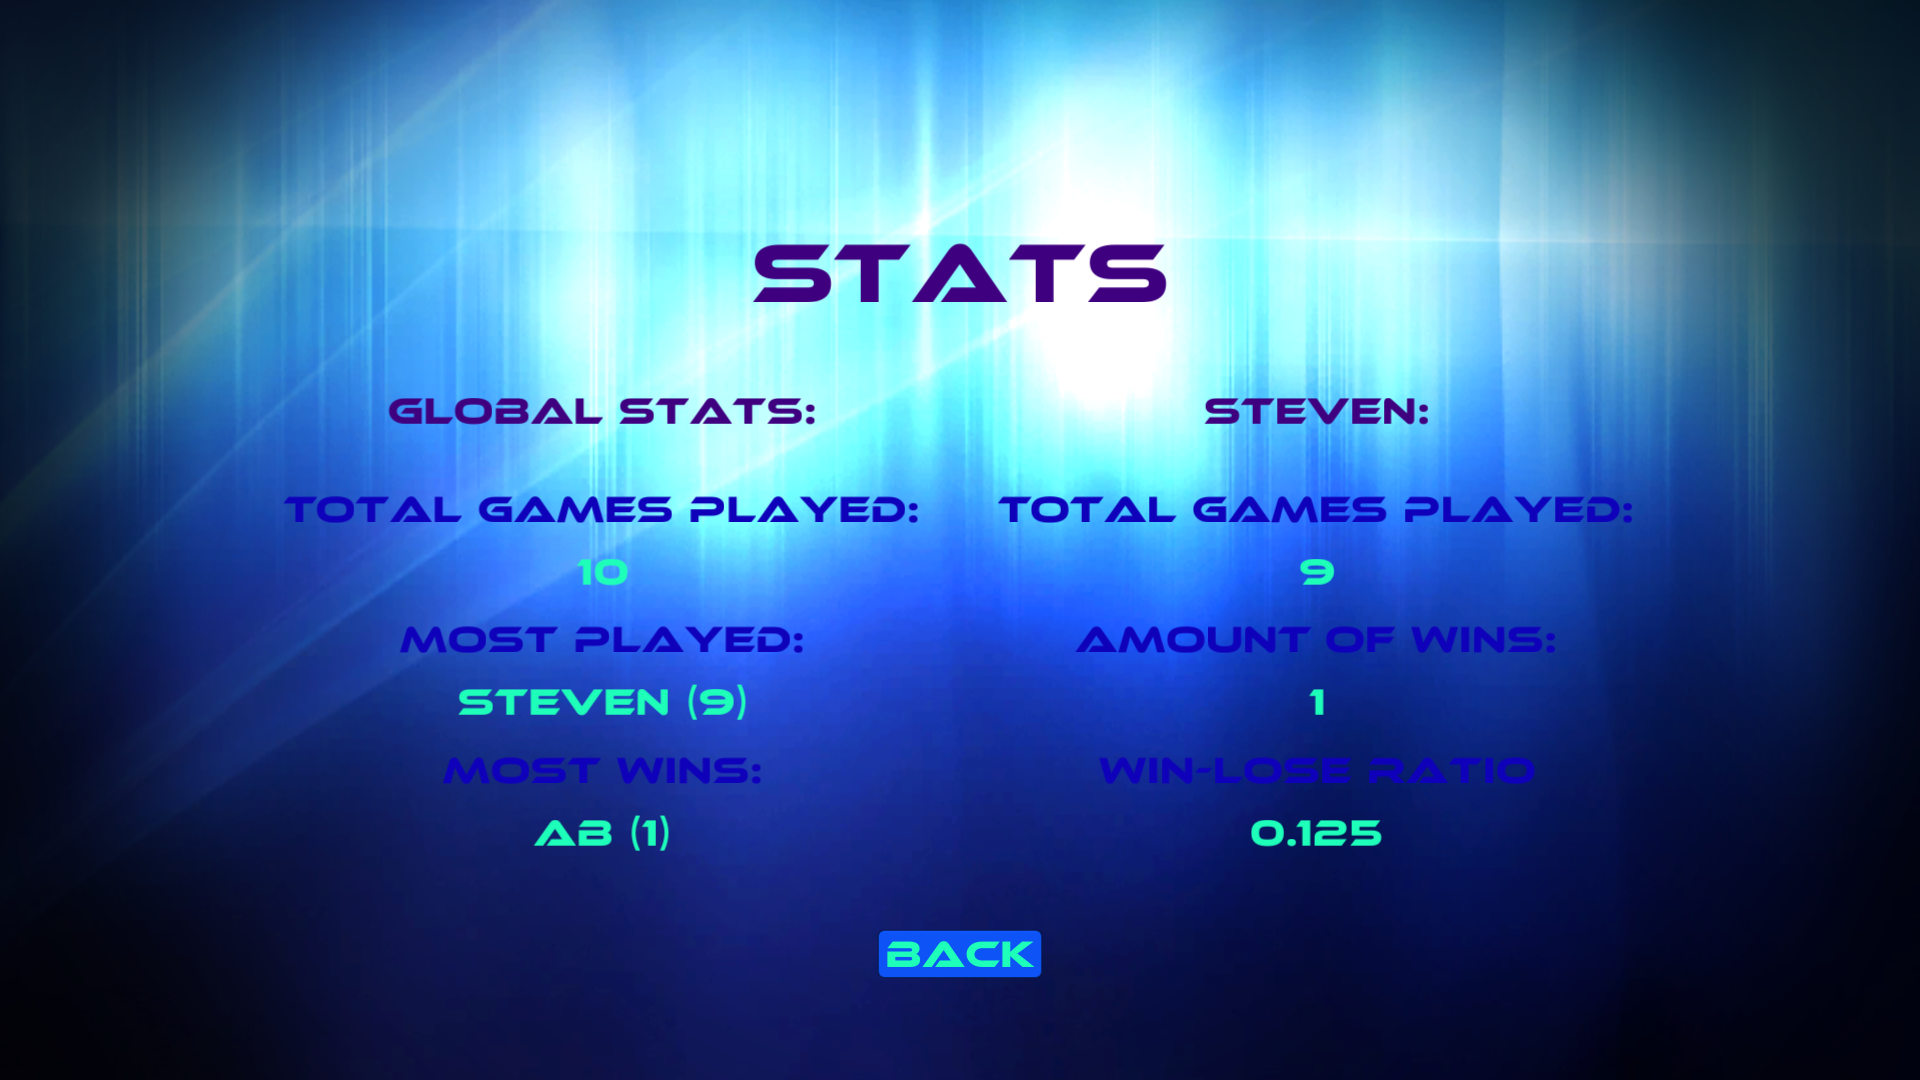 STATS
GLOBAL STATS:
TOTAL GAMES PLAYED:
10
MOST PLAYED:
STEVEN (9)
MOST WINS:
AB (1)
STEVEN:
TOTAL GAMES PLAYED:
9
AMOUNT OF WINS:
1
WIN-LOSE RATIO
0.125
BACK